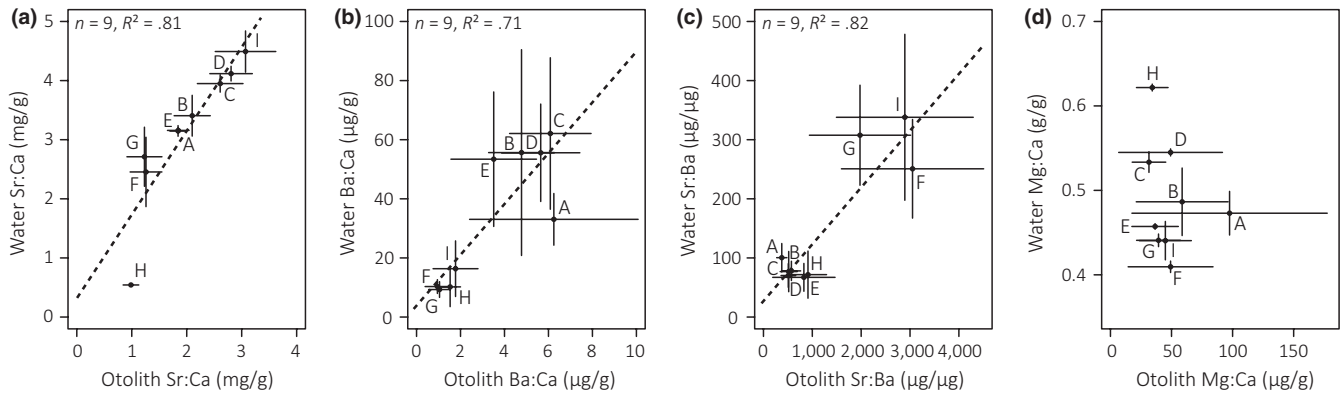 (a)
n = 9, R² = .81
5
4
3
2
1
0
Water Sr:Ca (mg/g)
I
D
C
B
E
A
G
F
H
0 1 2 3 4
Otolith Sr:Ca (mg/g)
(b)
n = 9, R² = .71
100
80
60
40
20
0
Water Ba:Ca (µg/g)
C
B D
E
A
I
F
H
G
0 2 4 6 8 10
Otolith Ba:Ca (µg/g)
(c)
n = 9, R² = .82
500
400
300
200
100
0
Water Sr:Ba (µg/µg)
I
G
F
A
B
C H
D E
0 1,000 2,000 3,000 4,000
Otolith Sr:Ba (µg/µg)
(d)
0.7
0.6
0.5
0.4
Water Mg:Ca (g/g)
H
D
C
B
E A
G I
F
0 50 100 150
Otolith Mg:Ca (µg/g)